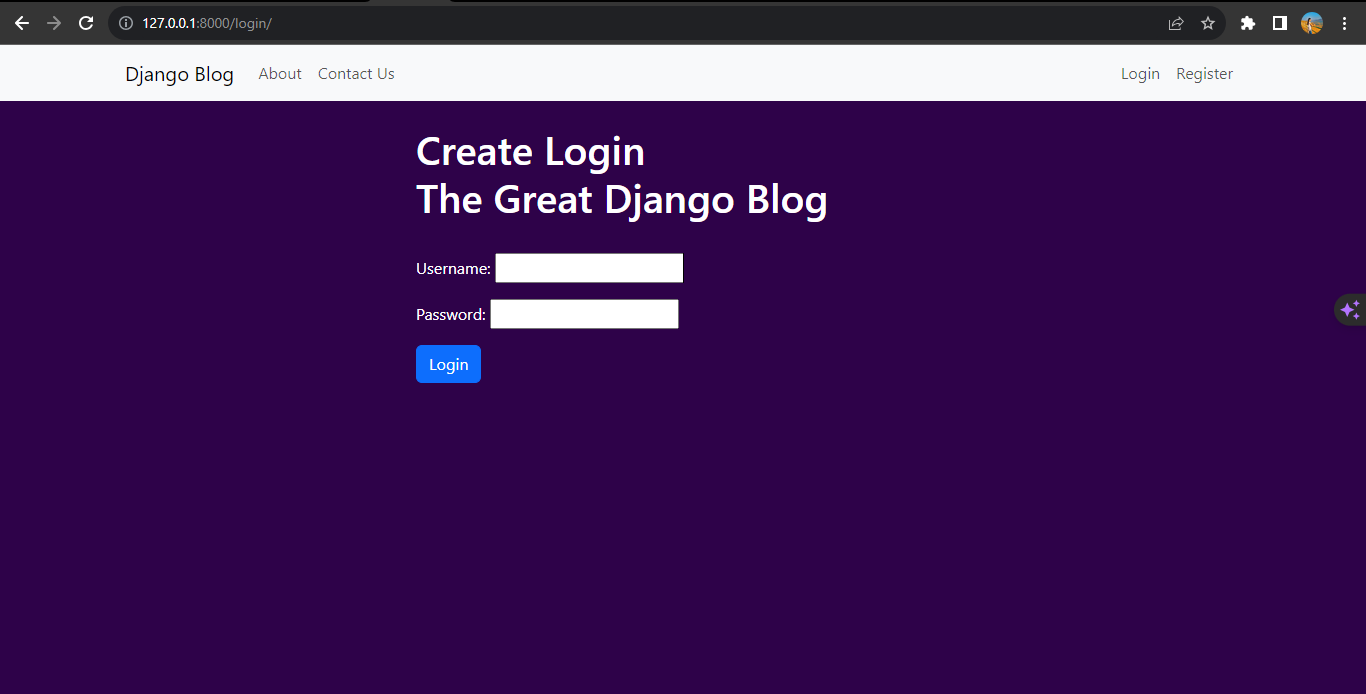 127.0.0.1:8000/login/
Django Blog About Contact Us Login Register
Create Login
The Great Django Blog
Username:
Password:
Login